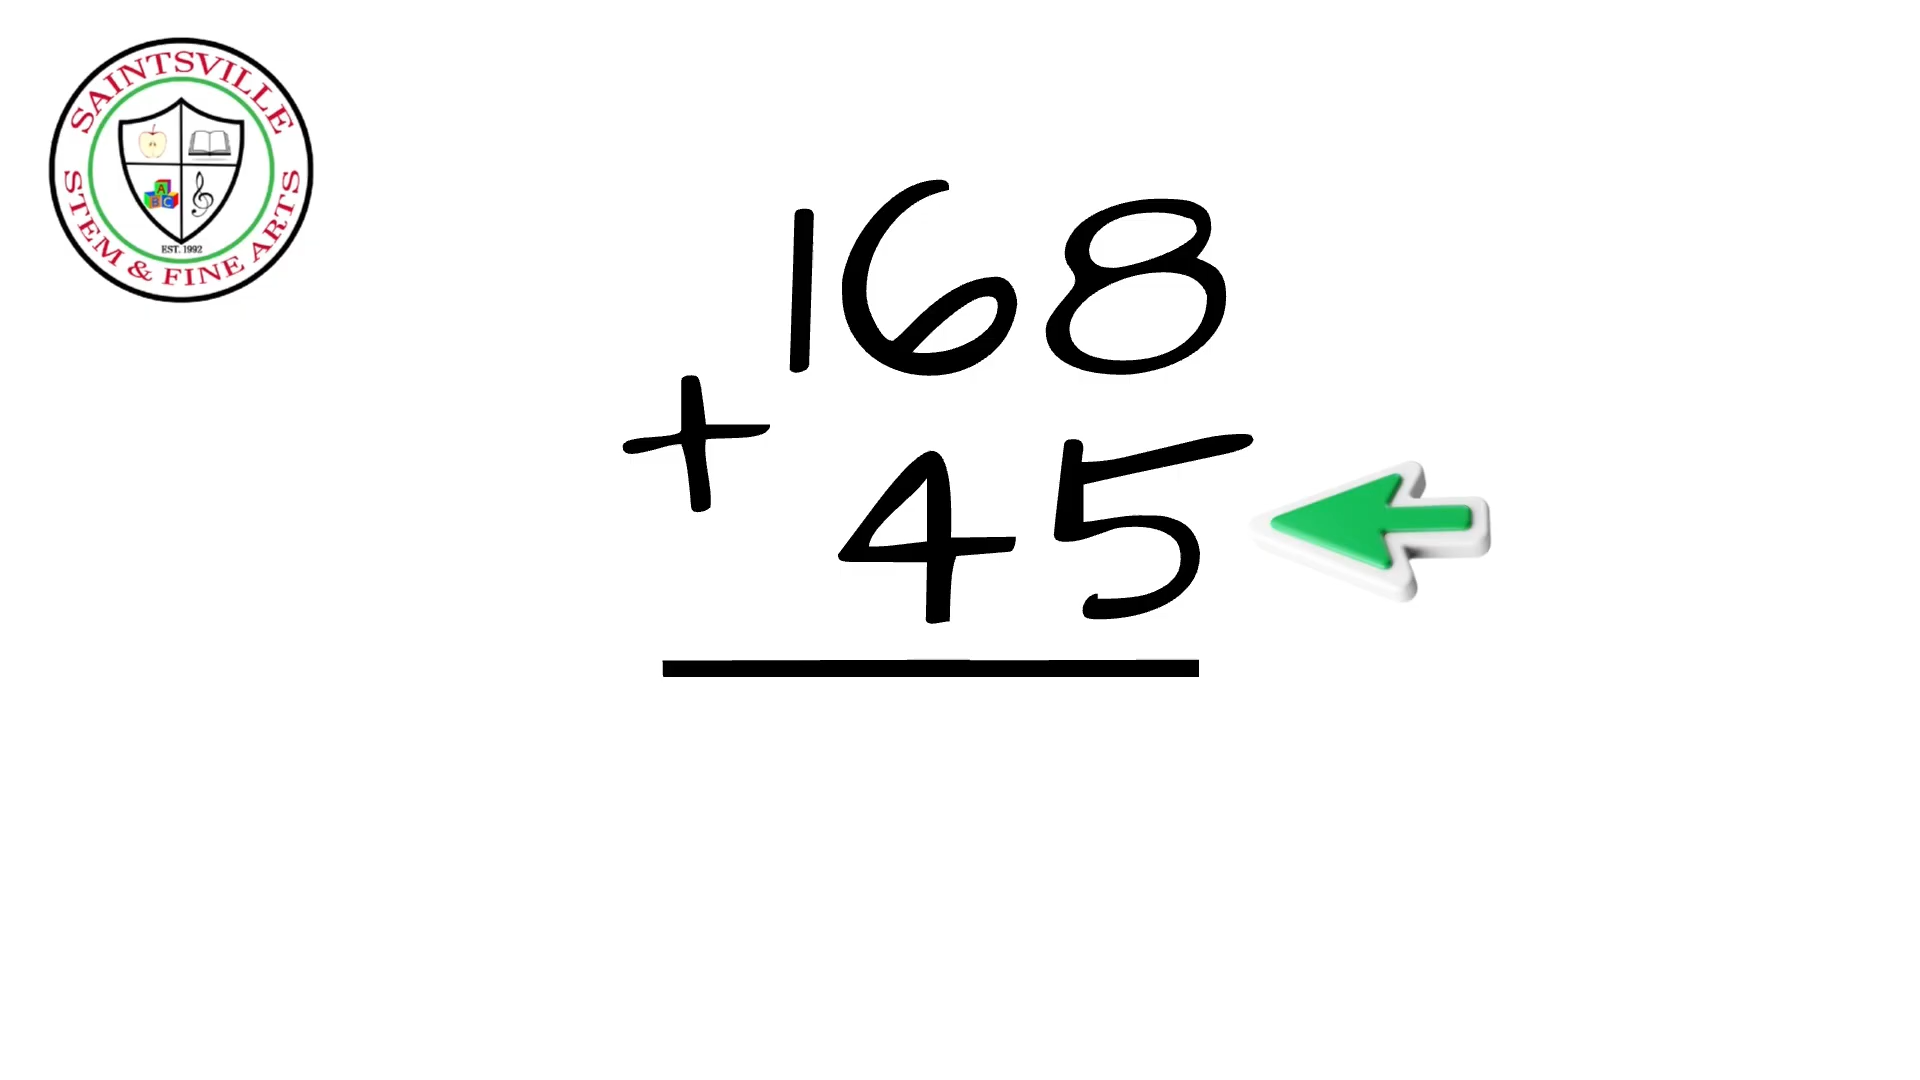 SAINTSVILLE
STEM & FINE ARTS
A
B C
EST. 1992
168
+ 45